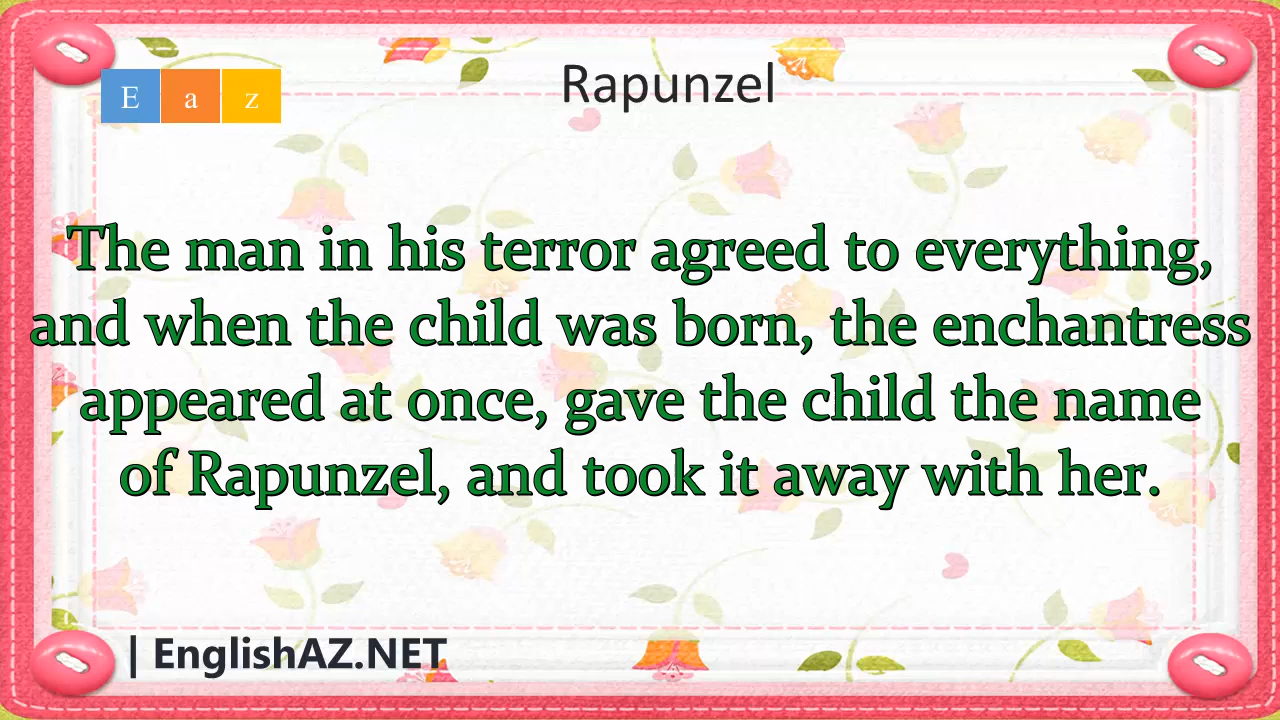 Rapunzel
E a z
The man in his terror agreed to everything,
and when the child was born, the enchantress
appeared at once, gave the child the name
of Rapunzel, and took it away with her.
| EnglishAZ.NET